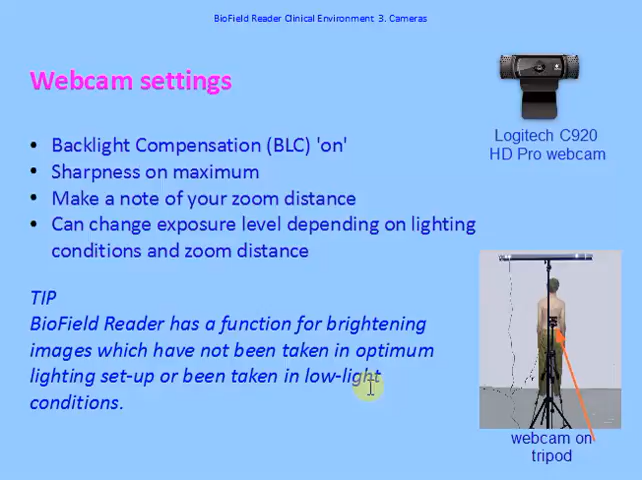 BioField Reader Clinical Environment 3. Cameras
Webcam settings
• Backlight Compensation (BLC) 'on'
• Sharpness on maximum
• Make a note of your zoom distance
• Can change exposure level depending on lighting
conditions and zoom distance
TIP
BioField Reader has a function for brightening
images which have not been taken in optimum
lighting set-up or been taken in low-light
conditions.
Logitech C920
HD Pro webcam
webcam on
tripod